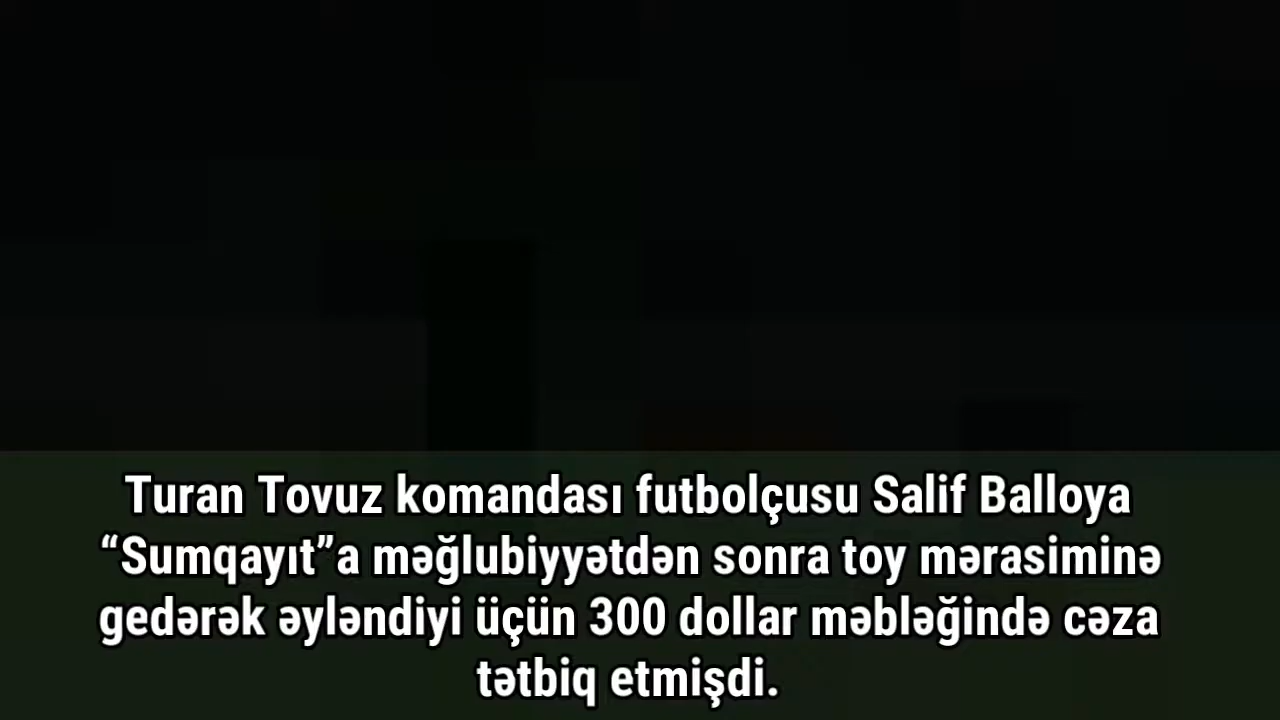 Turan Tovuz komandası futbolçusu Salif Balloya
“Sumqayıt”a məğlubiyyətdən sonra toy mərasiminə
gedərək əyləndiyi üçün 300 dollar məbləğində cəza
tətbiq etmişdi.